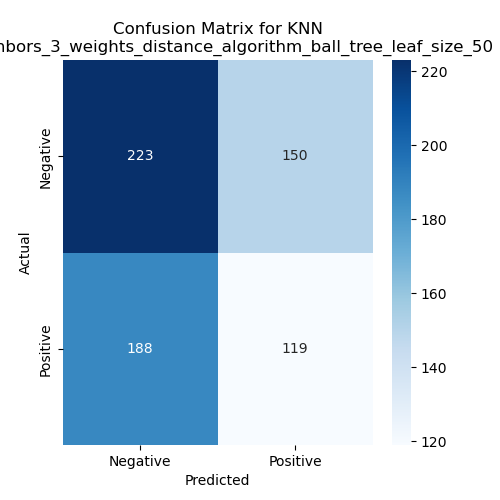 Confusion Matrix for KNN
nbors_3_weights_distance_algorithm_ball_tree_leaf_size_50
Negative
223
150
220
200
180
160
140
120
Actual
Positive
188
119
Negative
Positive
Predicted